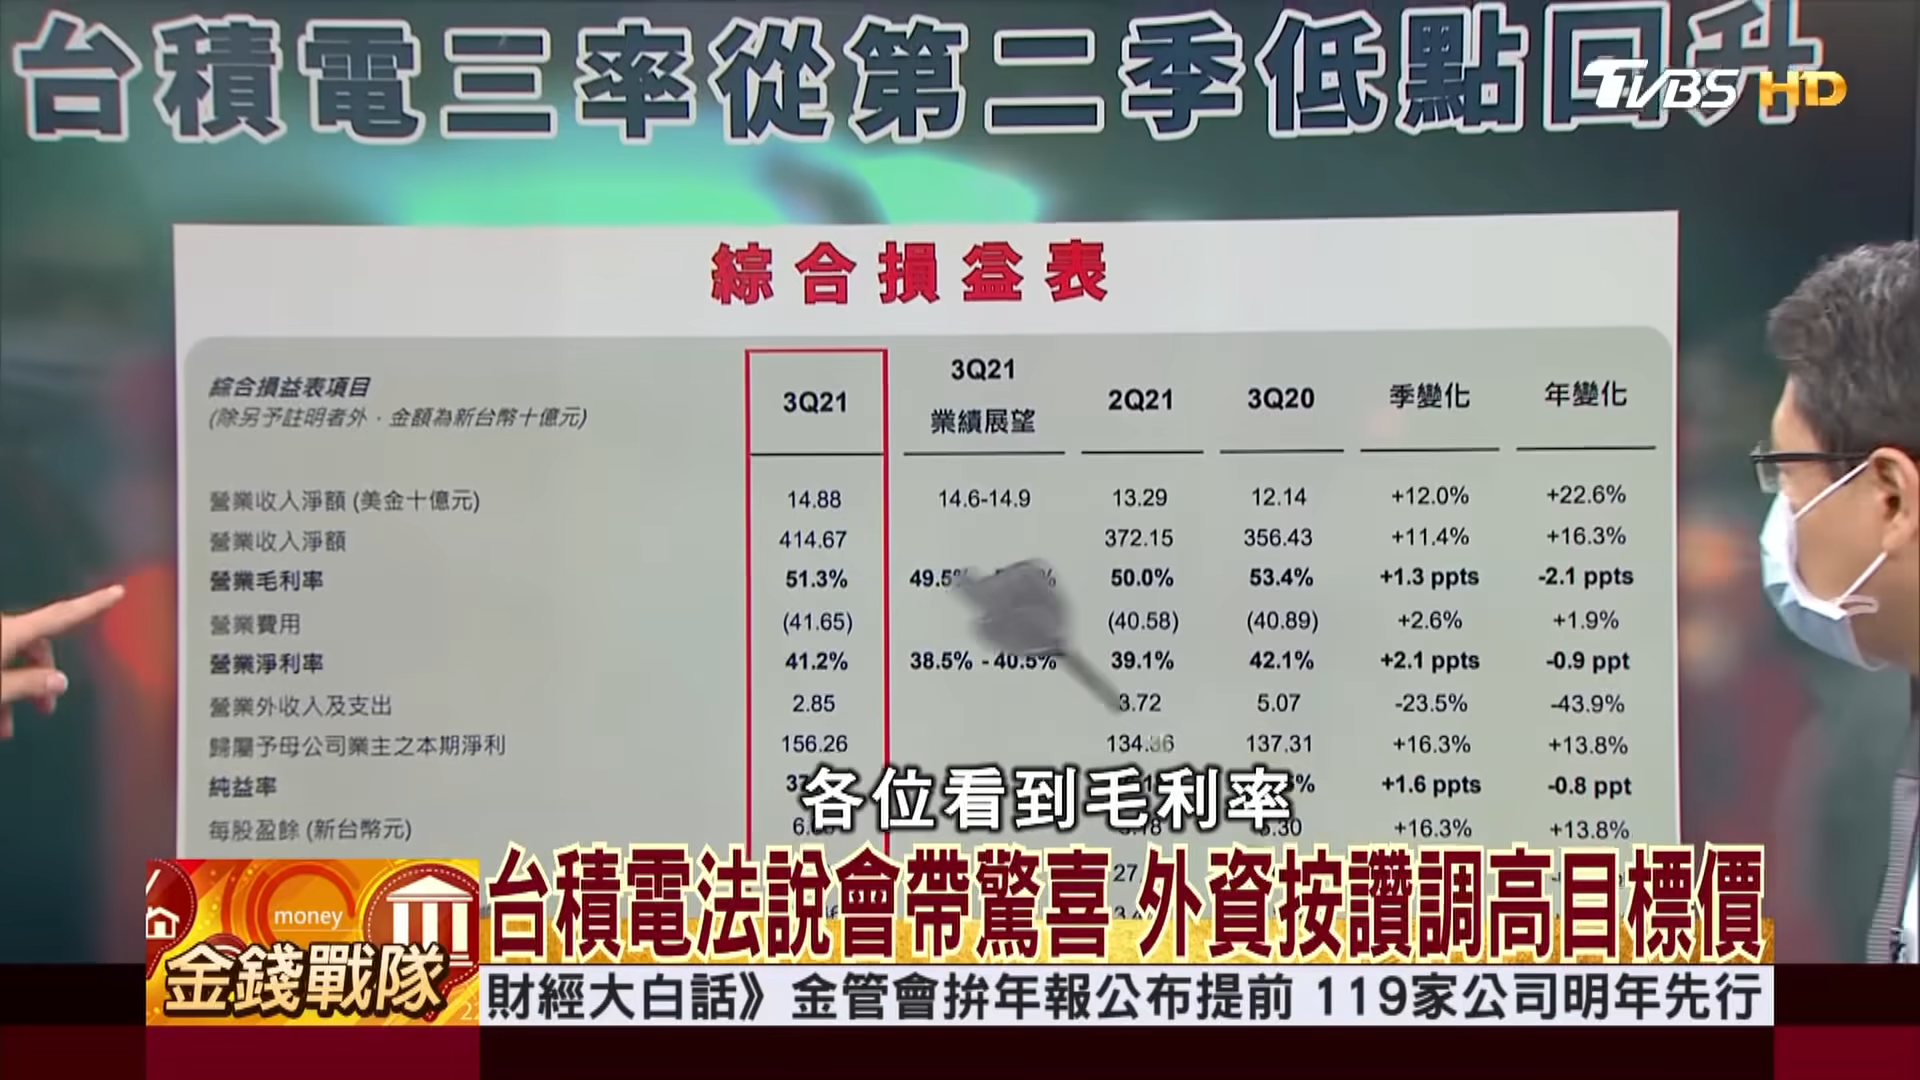 台積電三率從第二季低點回升
TVBS HD
綜合損益表
綜合損益表項目
(除另予註明者外，金額為新台幣十億元)
3Q21
3Q21
業績展望
2Q21
3Q20
季變化
年變化
營業收入淨額 (美金十億元) 14.88 14.6-14.9 13.29 12.14 +12.0% +22.6%
營業收入淨額 414.67 372.15 356.43 +11.4% +16.3%
營業毛利率 51.3% 49.5% 50.0% 53.4% +1.3 ppts -2.1 ppts
營業費用 (41.65) (40.58) (40.89) +2.6% +1.9%
營業淨利率 41.2% 38.5% - 40.5% 39.1% 42.1% +2.1 ppts -0.9 ppt
營業外收入及支出 2.85 3.72 5.07 -23.5% -43.9%
歸屬予母公司業主之本期淨利 156.26 137.31 +16.3% +13.8%
純益率 +1.6 ppts -0.8 ppt
每股盈餘 (新台幣元) +16.3% +13.8%
各位看到毛利率
money
金錢戰隊
台積電法說會帶驚喜 外資按讚調高目標價
財經大白話》金管會拚年報公布提前 119家公司明年先行